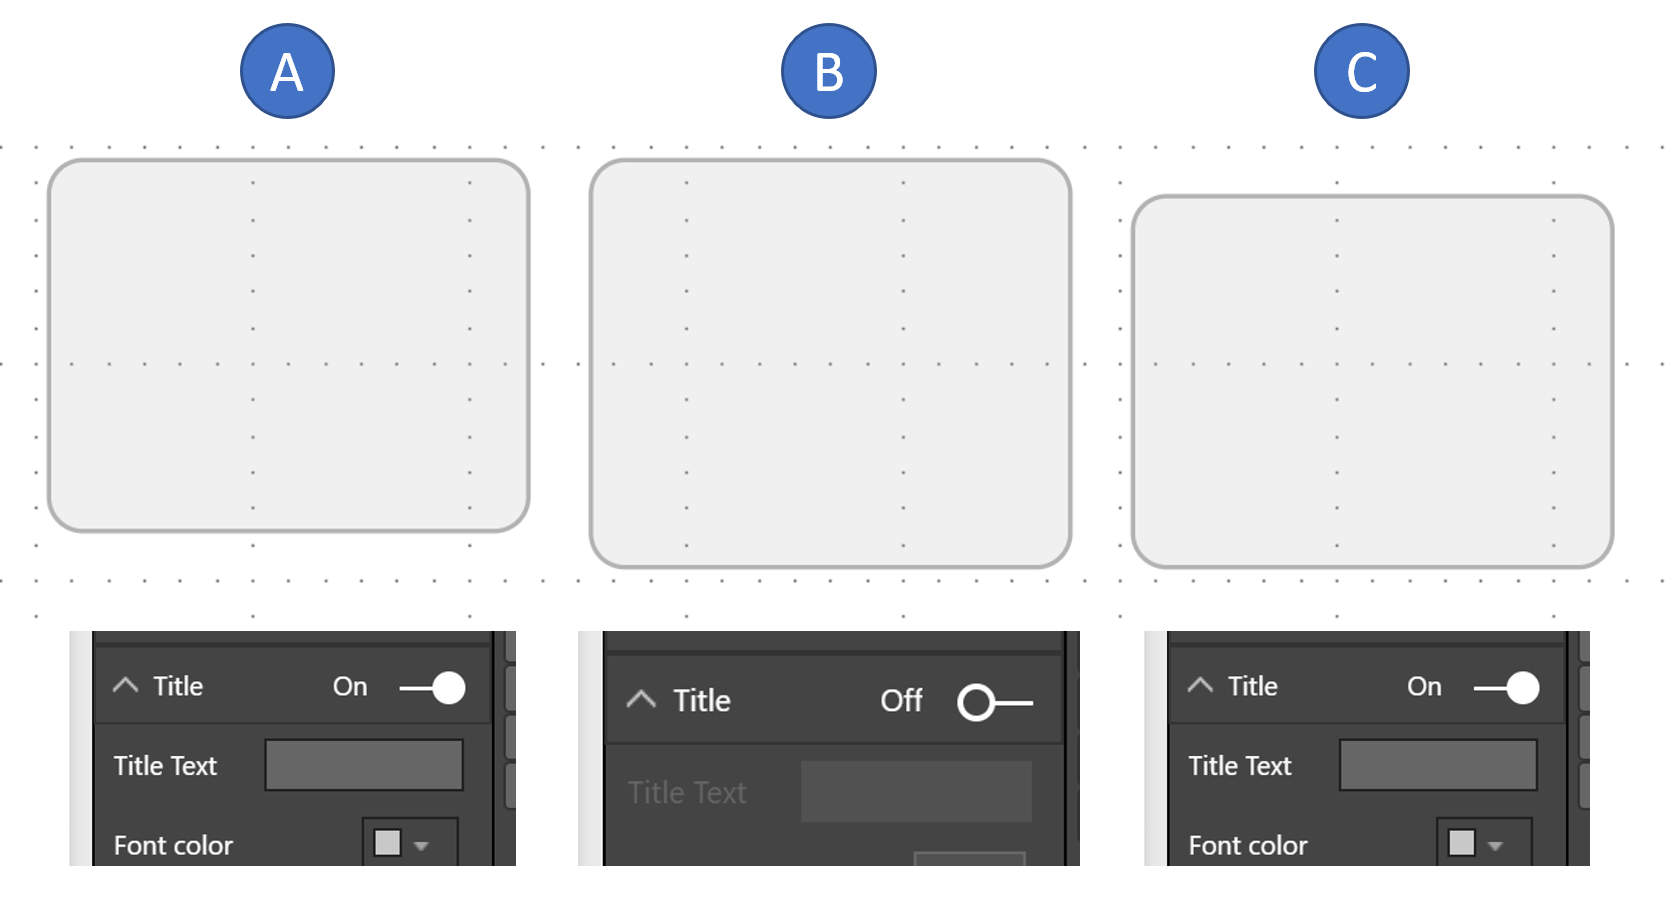 A
B
C
Title On
Title Text
Font color
Title Off
Title Text
Title On
Title Text
Font color